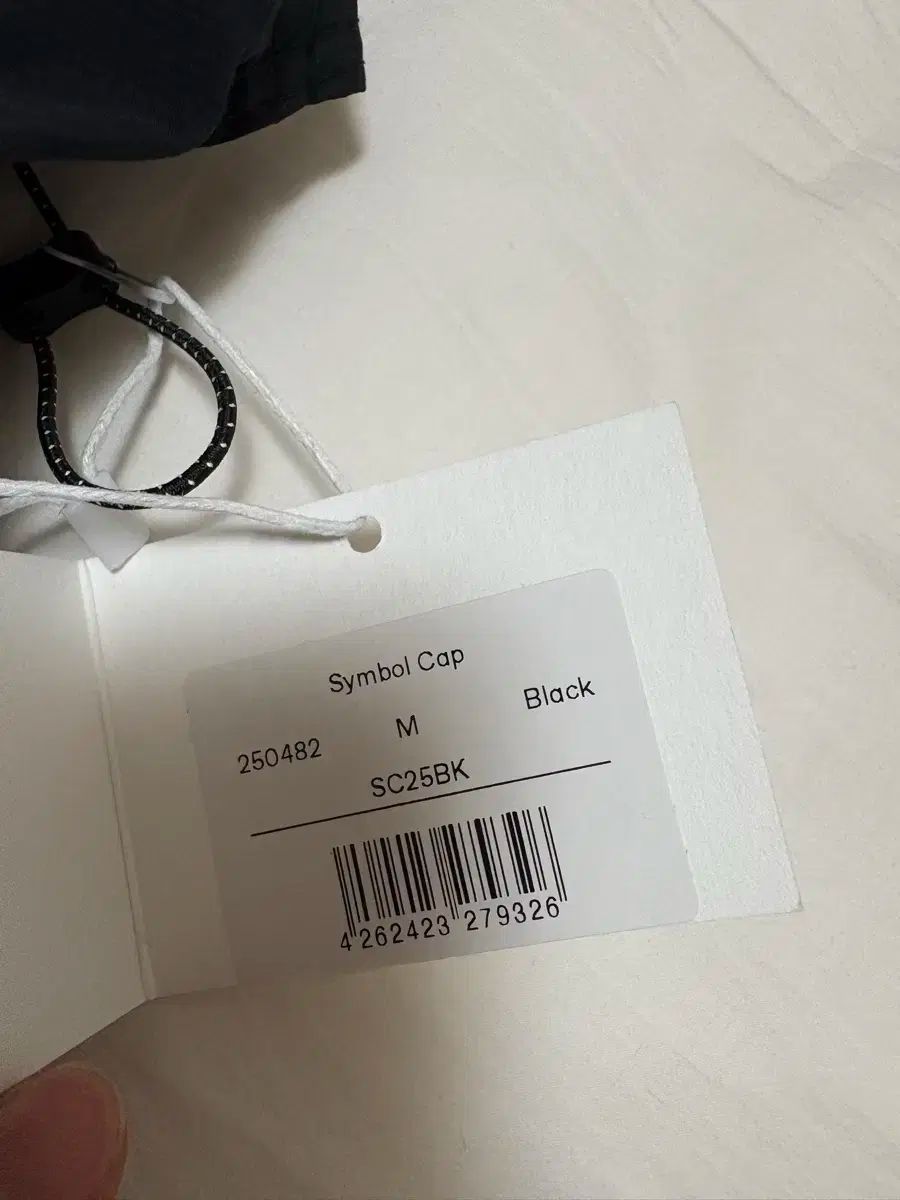 Symbol Cap
250482 M Black
SC25BK
4 262423 279326